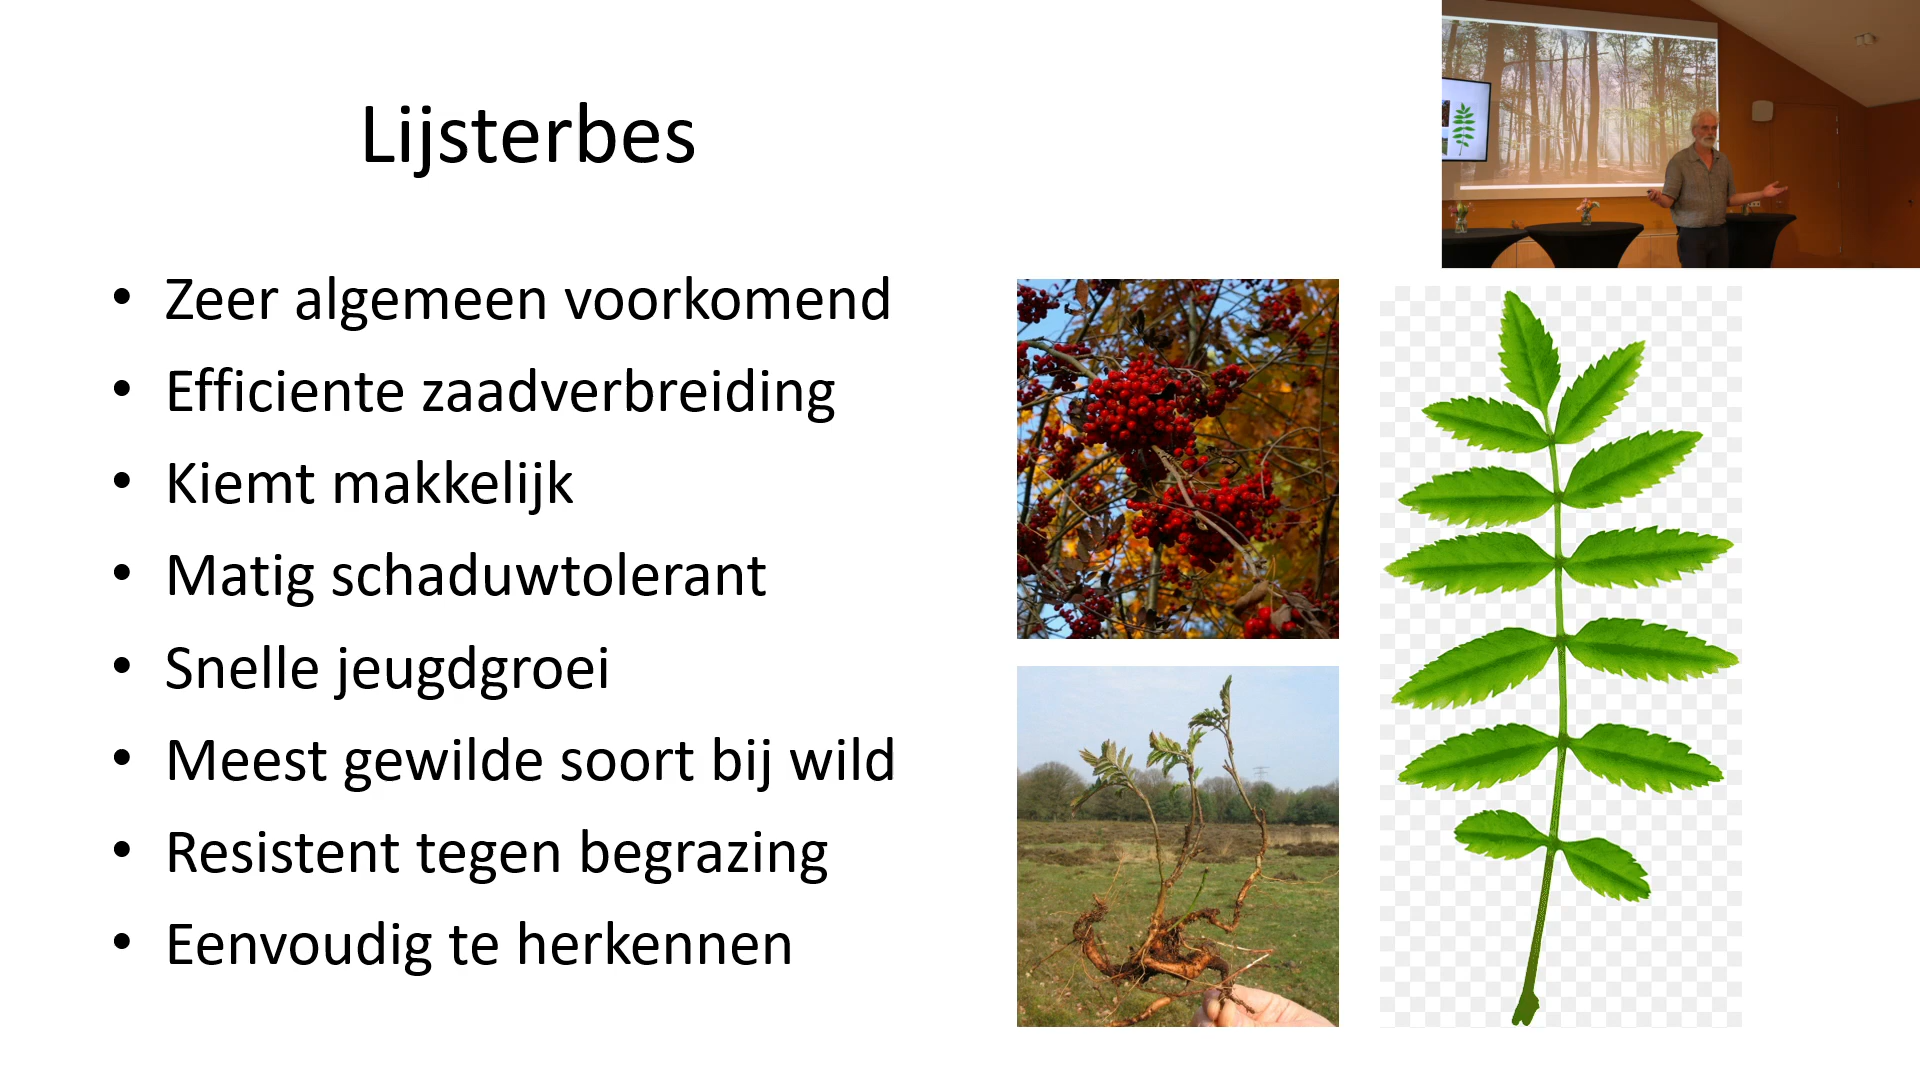 Lijsterbes
• Zeer algemeen voorkomend
• Efficiente zaadverbreiding
• Kiemt makkelijk
• Matig schaduwtolerant
• Snelle jeugdgroei
• Meest gewilde soort bij wild
• Resistent tegen begrazing
• Eenvoudig te herkennen